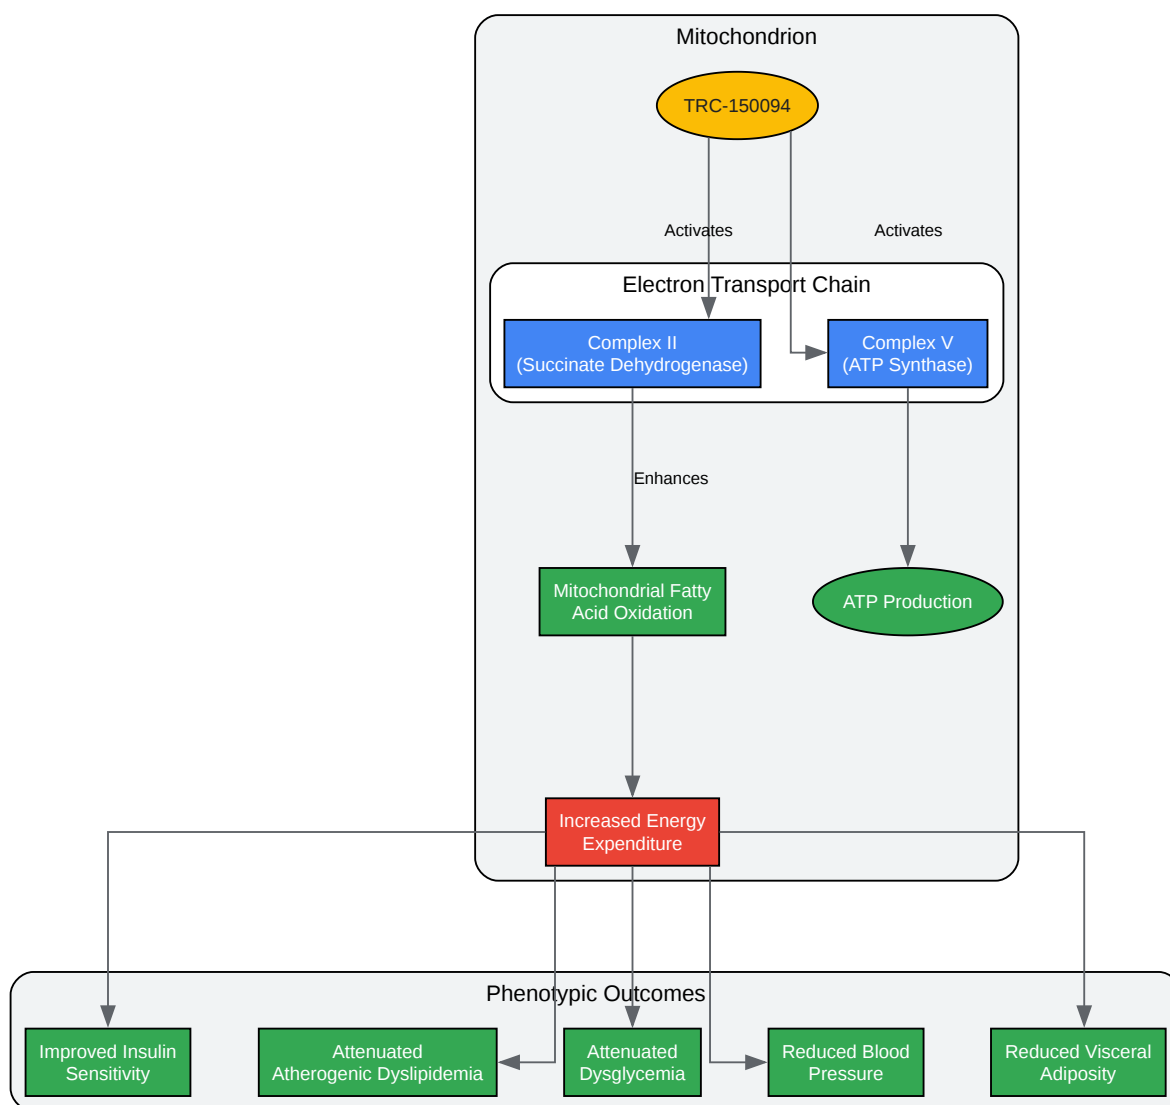 Mitochondrion
TRC-150094
Activates
Activates
Electron Transport Chain
Complex II
(Succinate Dehydrogenase)
Complex V
(ATP Synthase)
Enhances
Mitochondrial Fatty
Acid Oxidation
ATP Production
Increased Energy
Expenditure
Phenotypic Outcomes
Improved Insulin
Sensitivity
Attenuated
Atherogenic Dyslipidemia
Attenuated
Dysglycemia
Reduced Blood
Pressure
Reduced Visceral
Adiposity